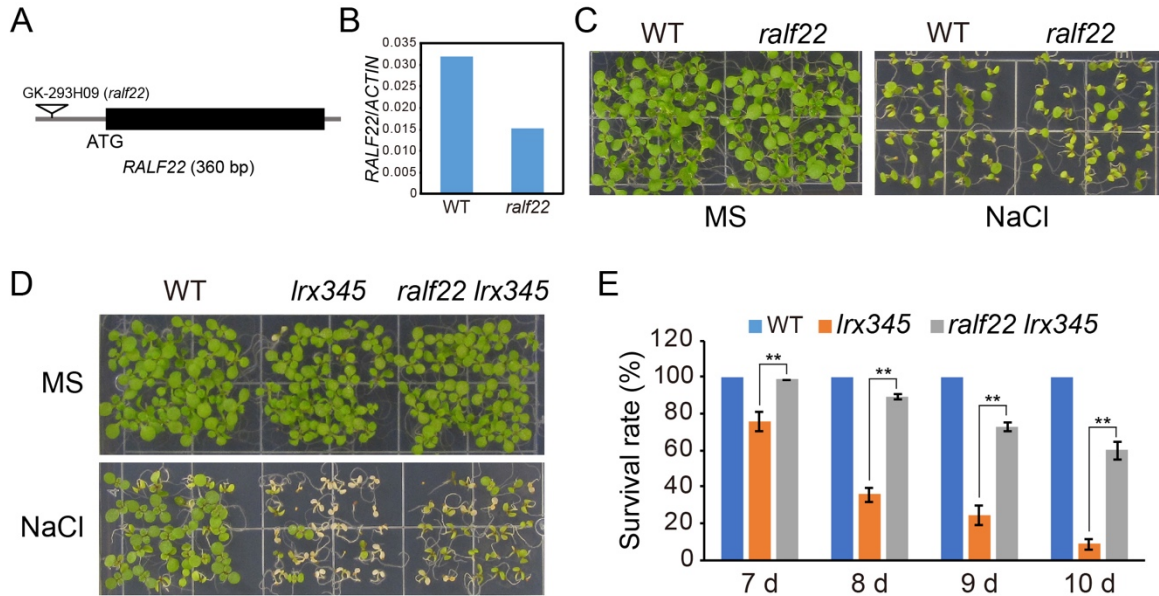 A
GK-293H09 (ralf22)
ATG
RALF22 (360 bp)
B
RALF22/ACTIN
0.035
0.030
0.025
0.020
0.015
0.010
0.005
0
WT ralf22
C
WT ralf22 WT ralf22
MS NaCl
D
WT lrx345 ralf22 lrx345
MS
NaCl
E
WT lrx345 ralf22 lrx345
Survival rate (%)
120
100
80
60
40
20
0
** ** ** **
7 d 8 d 9 d 10 d